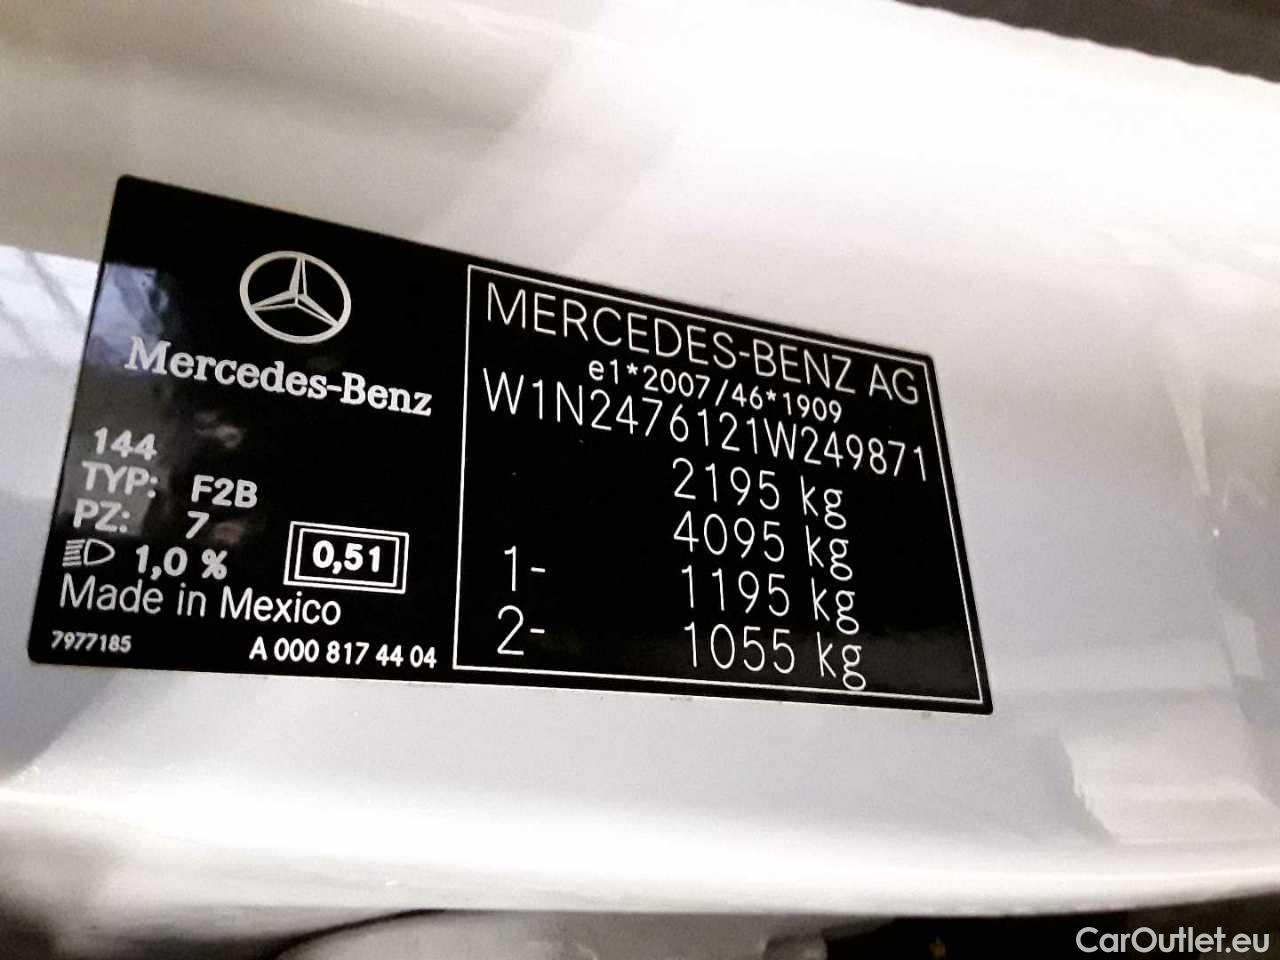 Mercedes-Benz
144
TYP: F2B
PZ: 7
1,0 %
0,51
Made in Mexico
7977185
A 000 817 44 04
MERCEDES-BENZ AG
e1*2007/46*1909
W1N2476121W249871
2195 kg
4095 kg
1- 1195 kg
2- 1055 kg
CarOutlet.eu